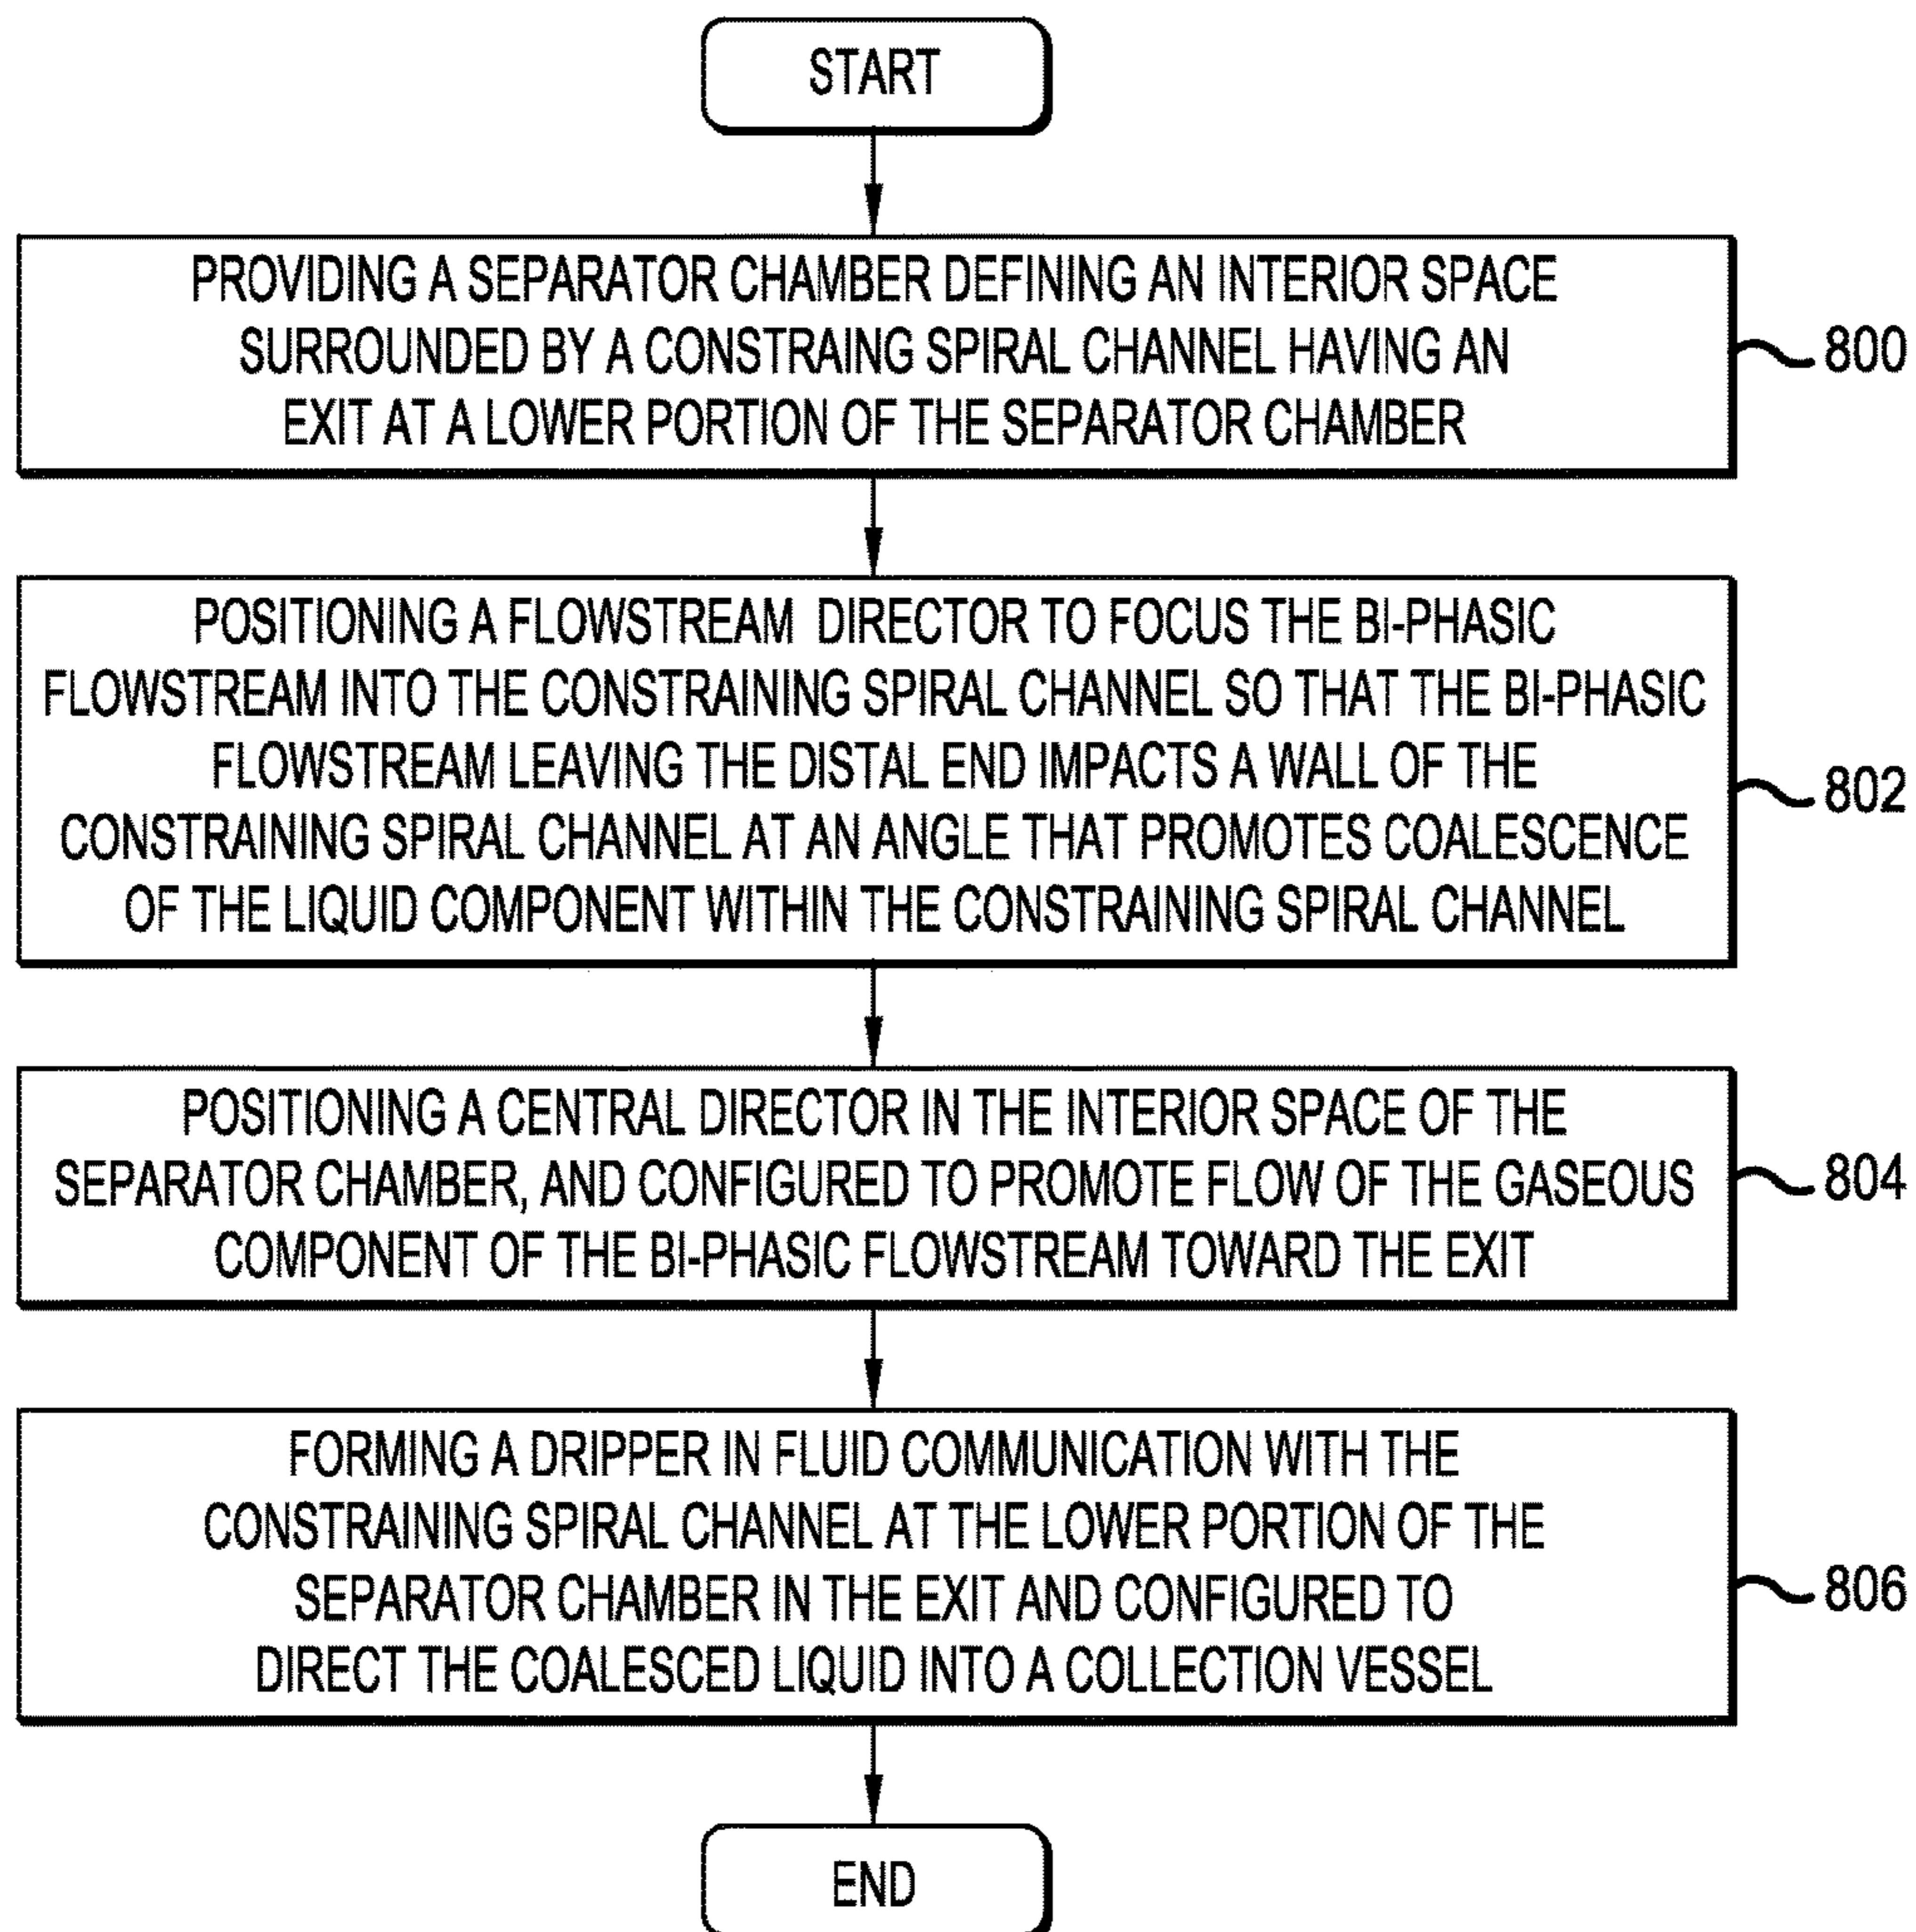 START
PROVIDING A SEPARATOR CHAMBER DEFINING AN INTERIOR SPACE
SURROUNDED BY A CONSTRAING SPIRAL CHANNEL HAVING AN
EXIT AT A LOWER PORTION OF THE SEPARATOR CHAMBER
800
POSITIONING A FLOWSTREAM DIRECTOR TO FOCUS THE BI-PHASIC
FLOWSTREAM INTO THE CONSTRAINING SPIRAL CHANNEL SO THAT THE BI-PHASIC
FLOWSTREAM LEAVING THE DISTAL END IMPACTS A WALL OF THE
CONSTRAINING SPIRAL CHANNEL AT AN ANGLE THAT PROMOTES COALESCENCE
OF THE LIQUID COMPONENT WITHIN THE CONSTRAINING SPIRAL CHANNEL
802
POSITIONING A CENTRAL DIRECTOR IN THE INTERIOR SPACE OF THE
SEPARATOR CHAMBER, AND CONFIGURED TO PROMOTE FLOW OF THE GASEOUS
COMPONENT OF THE BI-PHASIC FLOWSTREAM TOWARD THE EXIT
804
FORMING A DRIPPER IN FLUID COMMUNICATION WITH THE
CONSTRAINING SPIRAL CHANNEL AT THE LOWER PORTION OF THE
SEPARATOR CHAMBER IN THE EXIT AND CONFIGURED TO
DIRECT THE COALESCED LIQUID INTO A COLLECTION VESSEL
806
END